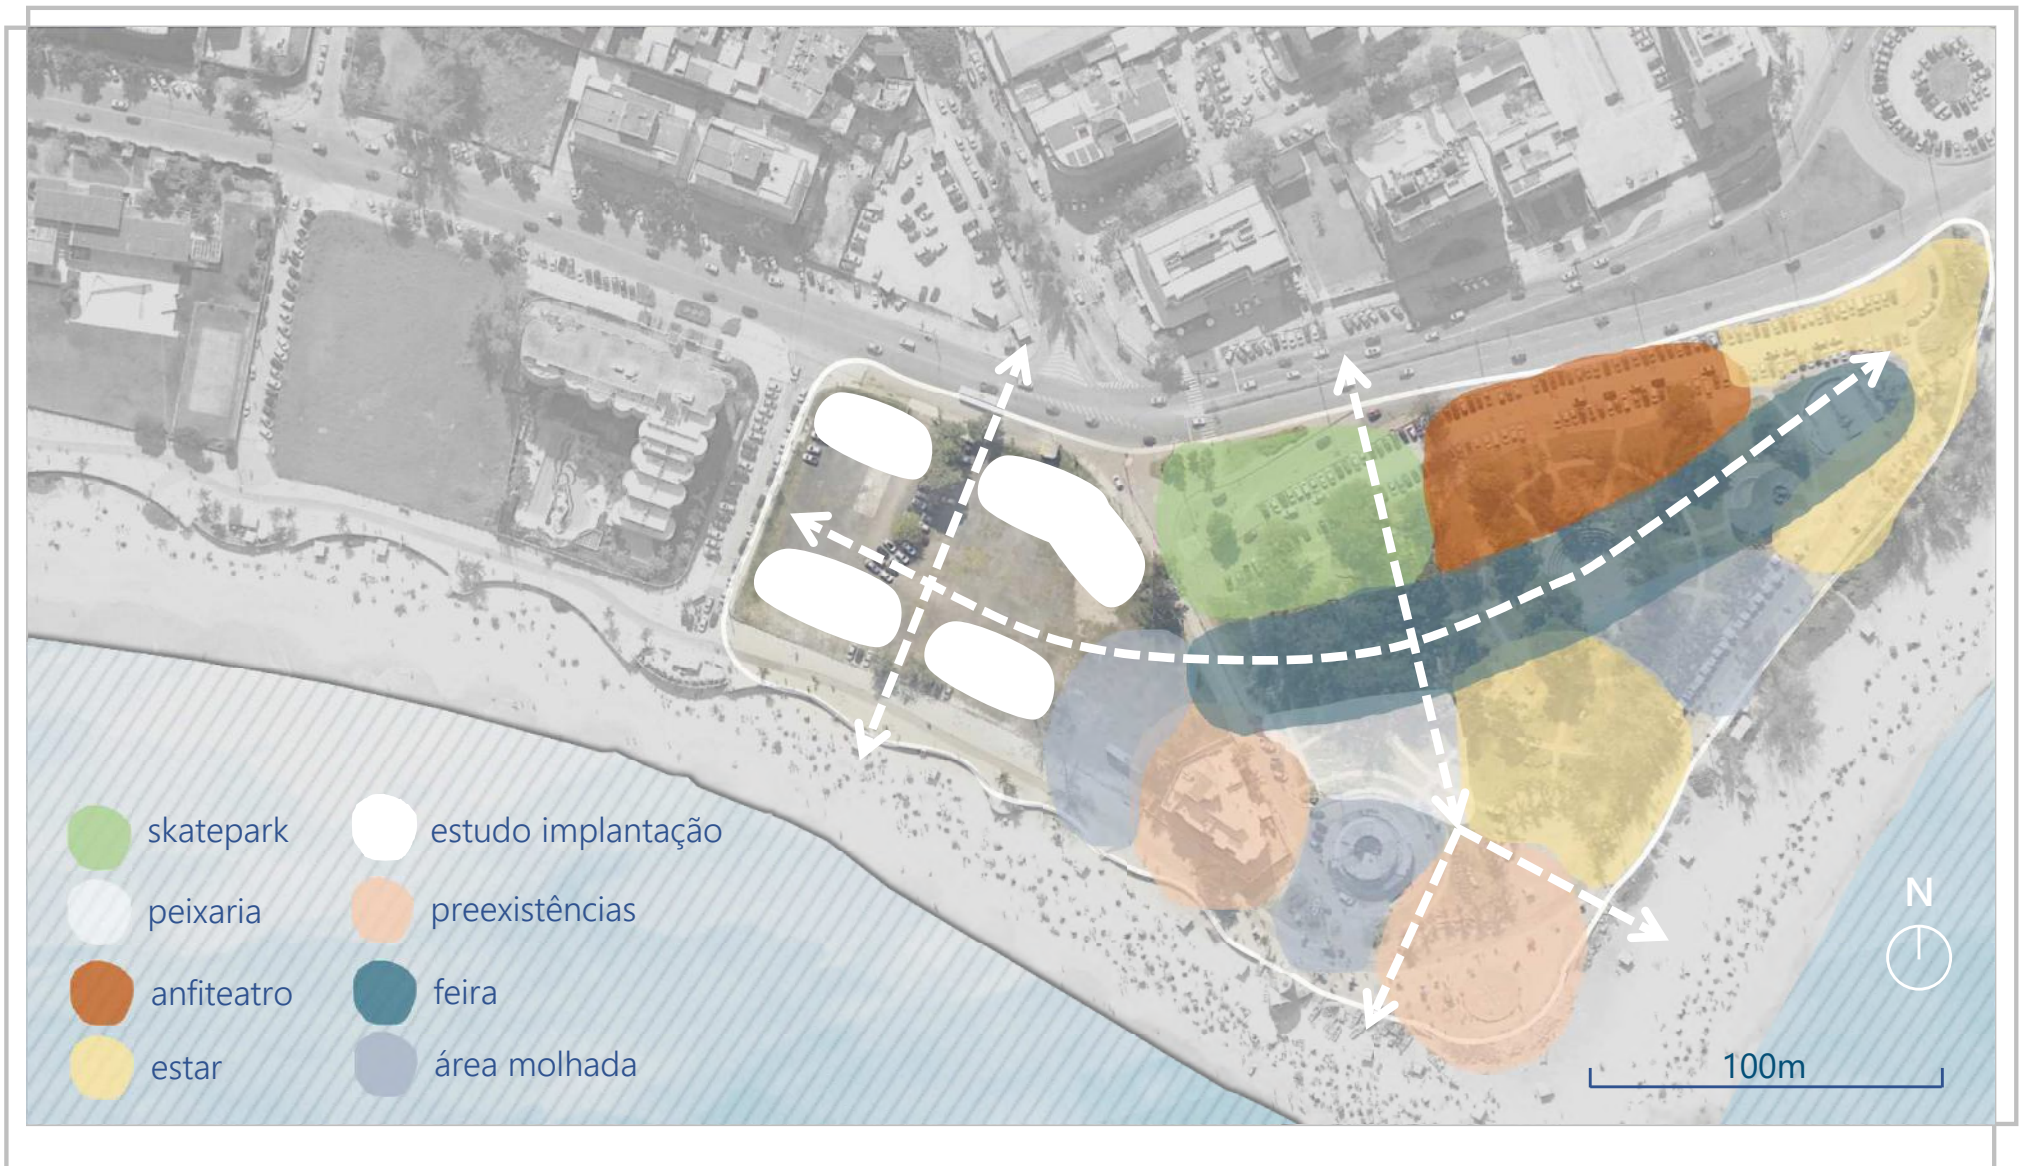 skatepark
estudo implantação
peixaria
preexistências
anfiteatro
feira
estar
área molhada
N
100m